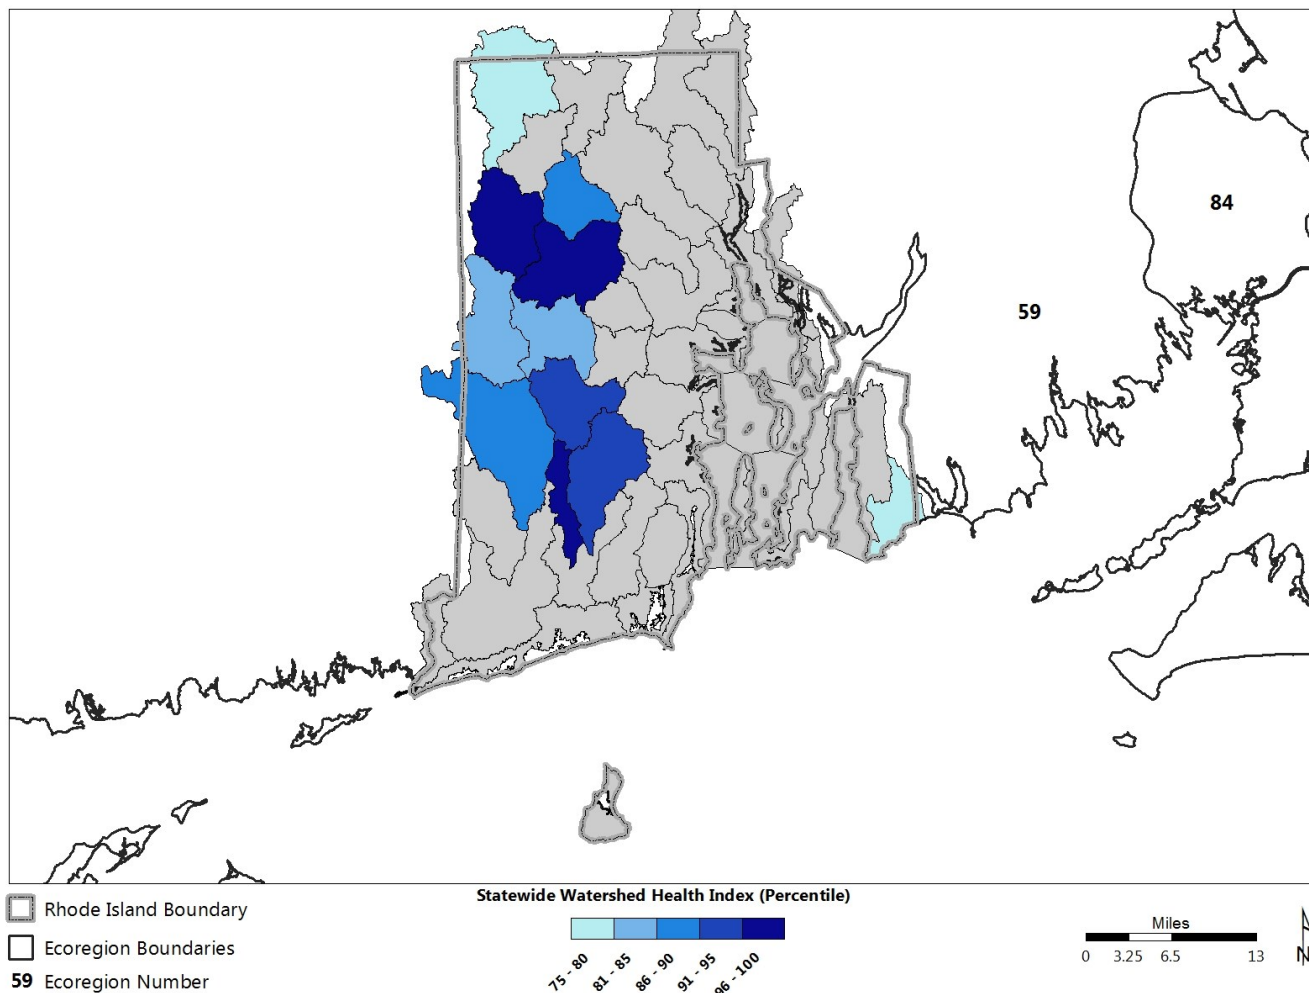 84
59
Rhode Island Boundary
Ecoregion Boundaries
59 Ecoregion Number
Statewide Watershed Health Index (Percentile)
75 - 80
81 - 85
86 - 90
91 - 95
96 - 100
Miles
0 3.25 6.5 13
N